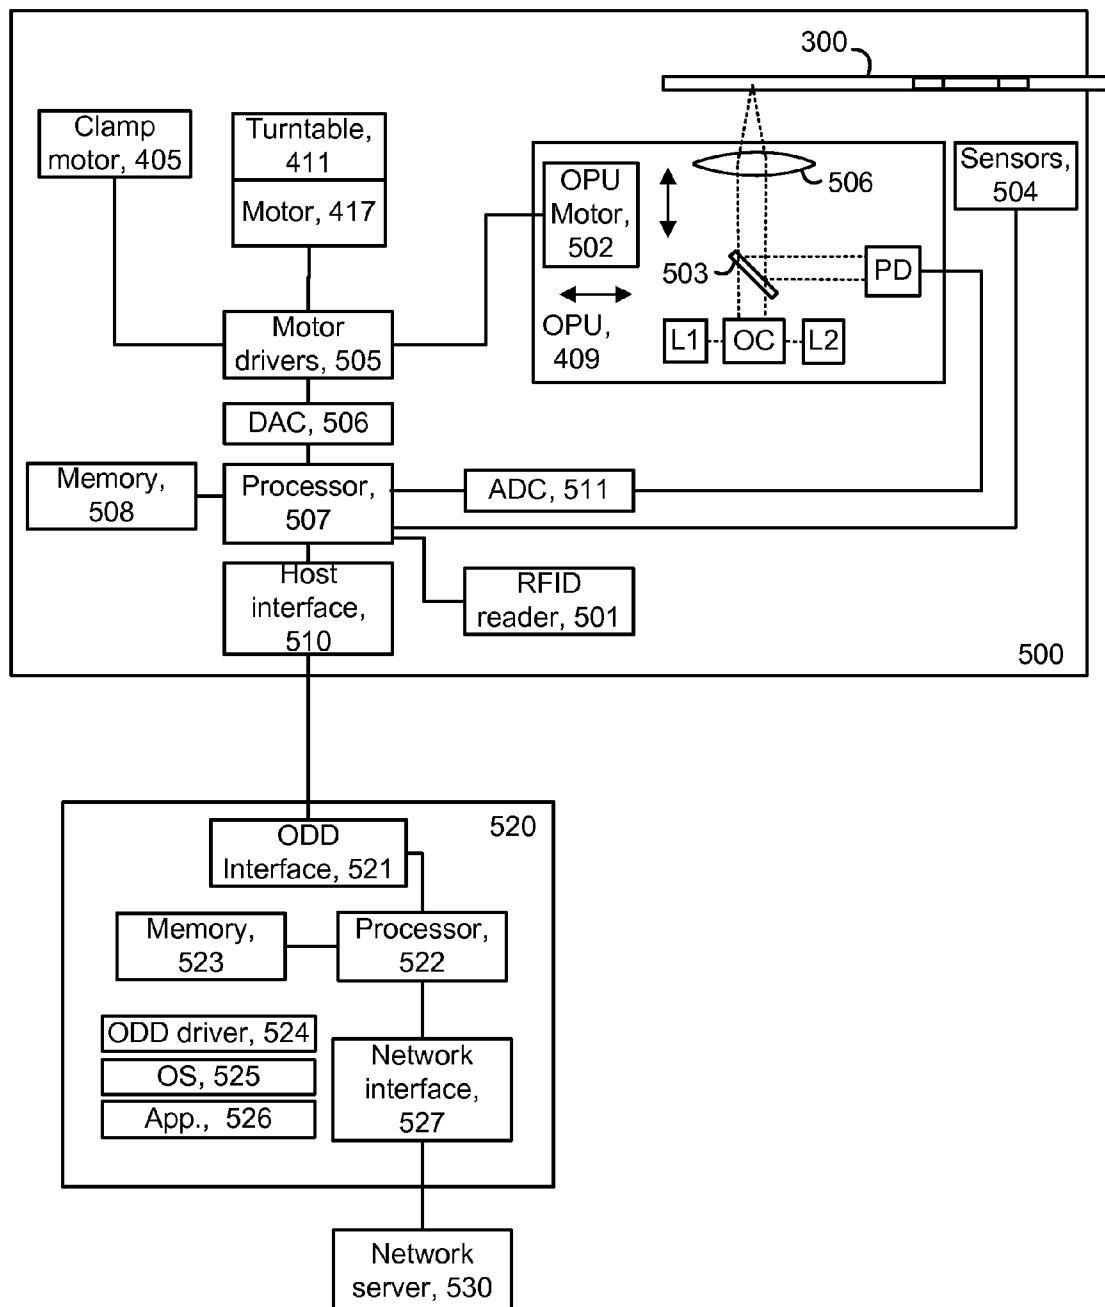 300
Clamp
motor, 405
Turntable,
411
Motor, 417
OPU
Motor,
502
506
Sensors,
504
503
PD
OPU,
409
L1
OC
L2
Motor
drivers, 505
DAC, 506
Memory,
508
Processor,
507
ADC, 511
Host
interface,
510
RFID
reader, 501
500
ODD
Interface, 521
520
Memory,
523
Processor,
522
ODD driver, 524
OS, 525
App., 526
Network
interface,
527
Network
server, 530